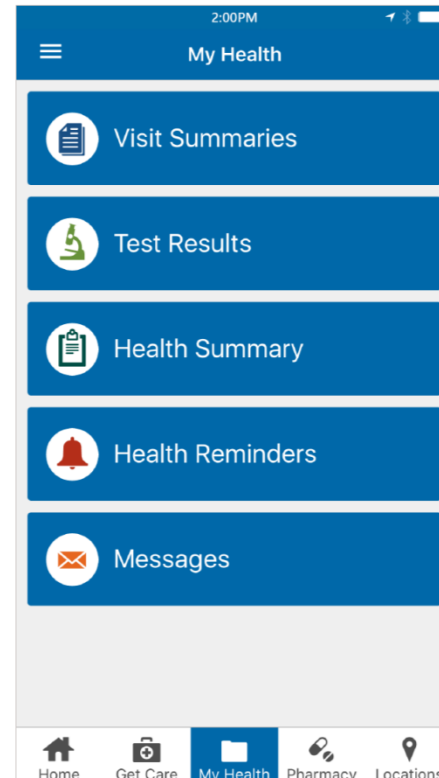 2:00PM
My Health
Visit Summaries
Test Results
Health Summary
Health Reminders
Messages
Home Get Care My Health Pharmacy Locations